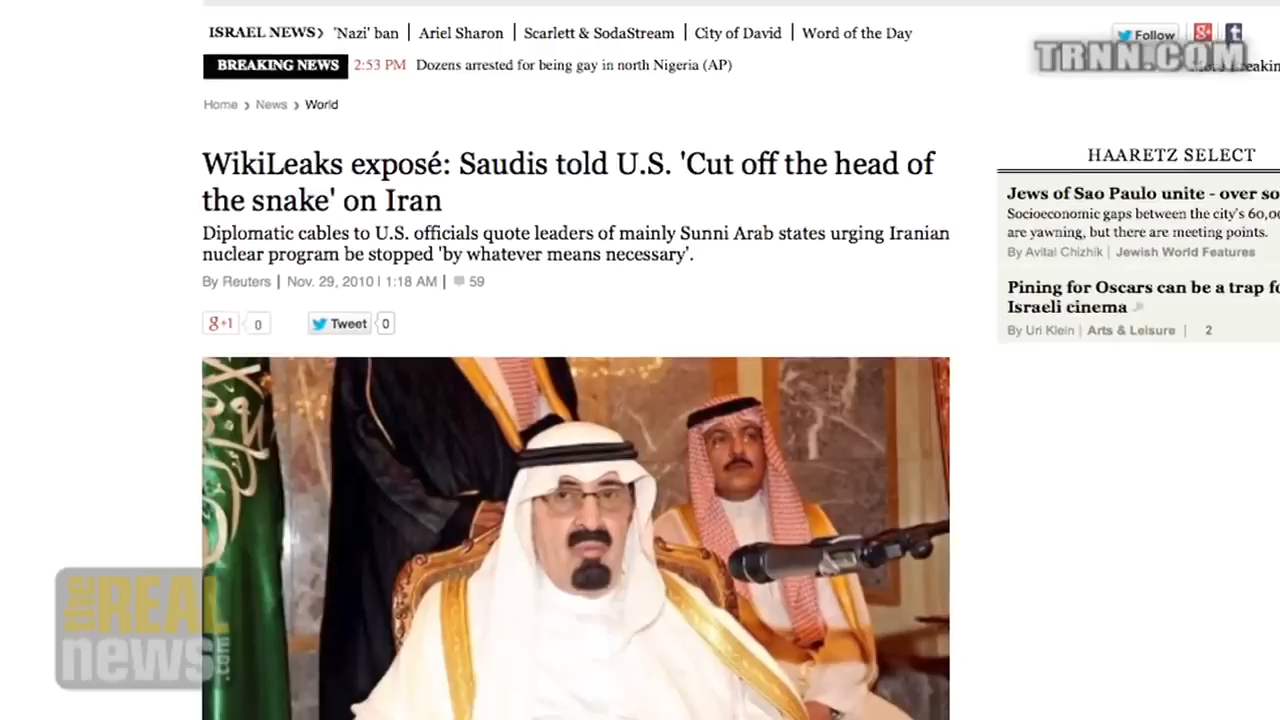 ISRAEL NEWS › 'Nazi' ban | Ariel Sharon | Scarlett & SodaStream | City of David | Word of the Day
Follow
TRNN.COM
BREAKING NEWS 2:53 PM Dozens arrested for being gay in north Nigeria (AP)
Home › News › World
WikiLeaks exposé: Saudis told U.S. 'Cut off the head of
the snake' on Iran
Diplomatic cables to U.S. officials quote leaders of mainly Sunni Arab states urging Iranian
nuclear program be stopped 'by whatever means necessary'.
By Reuters | Nov. 29, 2010 | 1:18 AM | 59
g+1 0 Tweet 0
HAARETZ SELECT
Jews of Sao Paulo unite - over so
Socioeconomic gaps between the city's 60,00
are yawning, but there are meeting points.
By Avital Chizhik | Jewish World Features
Pining for Oscars can be a trap fo
Israeli cinema
By Uri Klein | Arts & Leisure | 2
the REAL
news.com